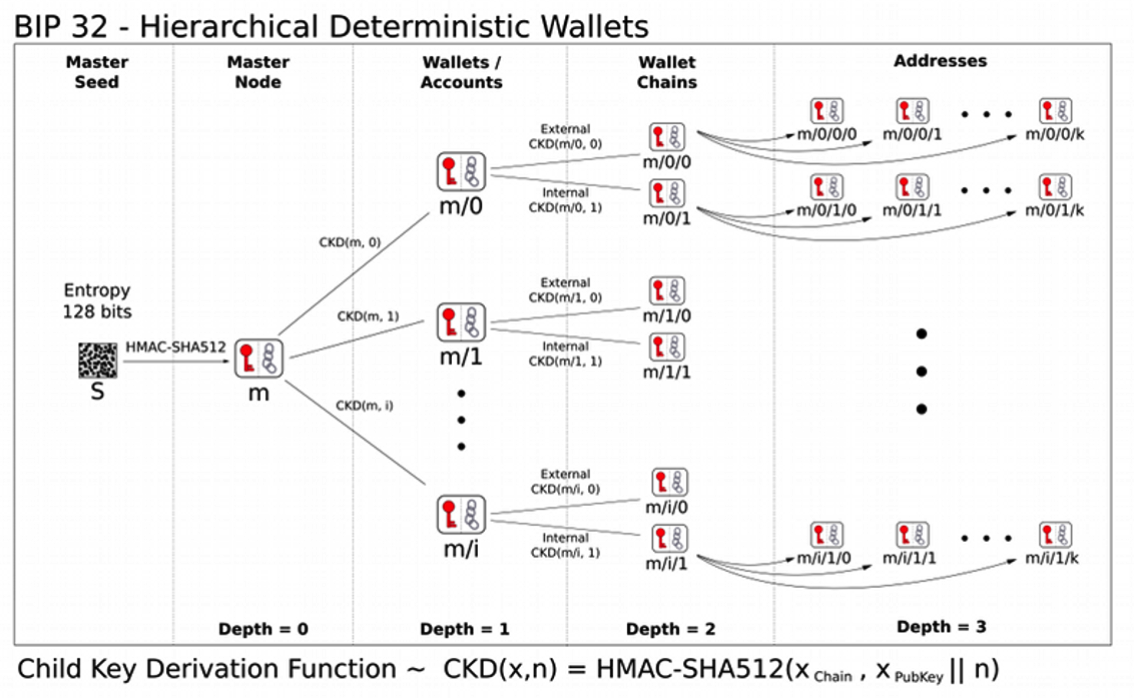 BIP 32 - Hierarchical Deterministic Wallets
Master
Seed
Master
Node
Wallets /
Accounts
Wallet
Chains
Addresses
Entropy
128 bits
S
HMAC-SHA512
m
CKD(m, 0)
CKD(m, 1)
CKD(m, i)
m/0
m/1
m/i
External
CKD(m/0, 0)
Internal
CKD(m/0, 1)
External
CKD(m/1, 0)
Internal
CKD(m/1, 1)
External
CKD(m/i, 0)
Internal
CKD(m/i, 1)
m/0/0
m/0/1
m/1/0
m/1/1
m/i/0
m/i/1
m/0/0/0 m/0/0/1 m/0/0/k
m/0/1/0 m/0/1/1 m/0/1/k
m/i/1/0 m/i/1/1 m/i/1/k
Depth = 0 Depth = 1 Depth = 2 Depth = 3
Child Key Derivation Function ~ CKD(x,n) = HMAC-SHA512(x Chain , x PubKey || n)